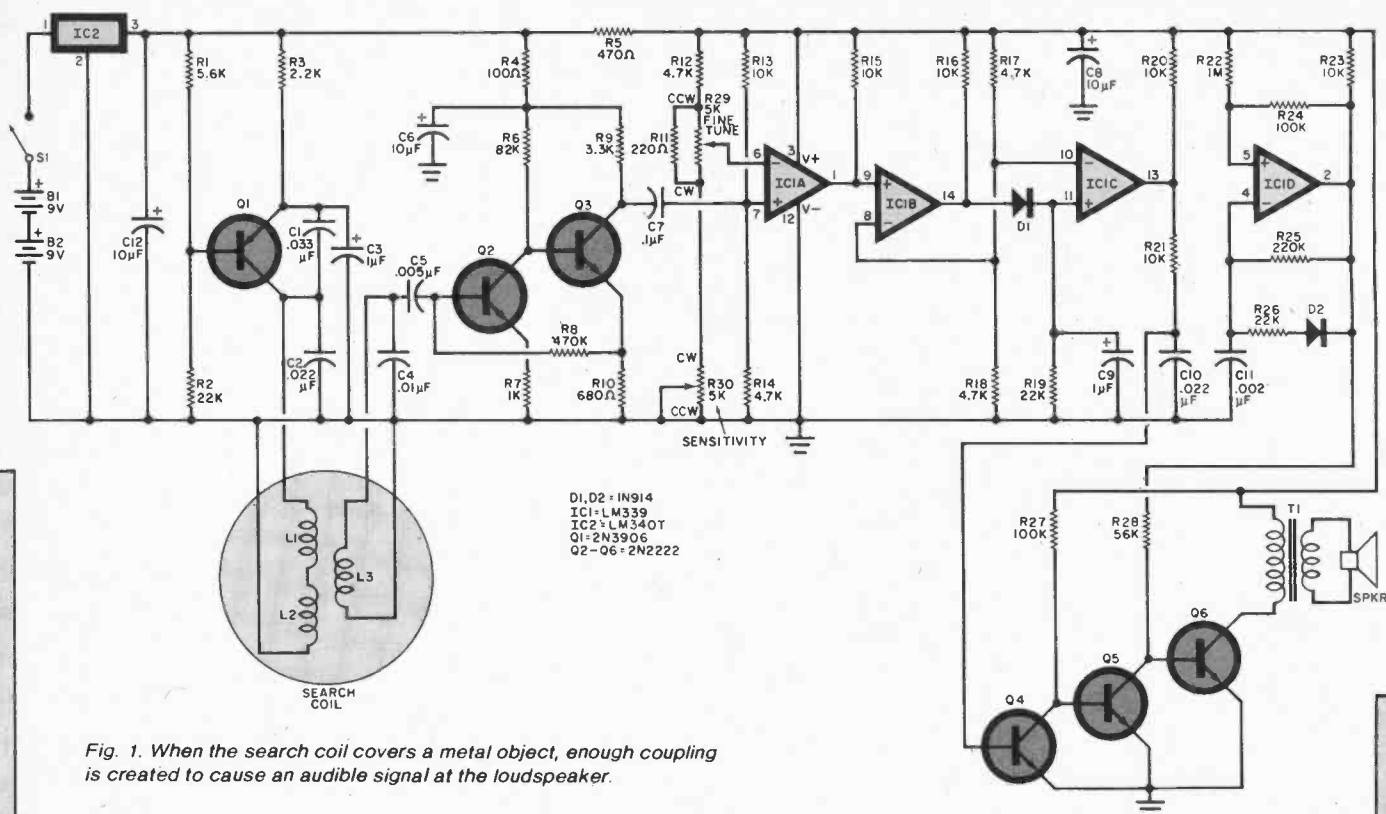 1
IC2
3
2
S1
B1
9V
B2
9V
C12
10µF
R1
5.6K
R2
22K
R3
2.2K
Q1
C1
.033
µF
C2
.022
µF
C3
1µF
C4
.01µF
C5
.005µF
C6
10µF
R4
100Ω
R5
470Ω
R6
82K
R9
3.3K
Q2
Q3
R7
1K
R8
470K
R10
680Ω
C7
.1µF
R12
4.7K
CCW
R29
5K
FINE
TUNE
R11
220Ω
CW
CW
R30
5K
CCW
SENSITIVITY
R13
10K
R14
4.7K
6
7
3
V+
IC1A
12
V-
1
R15
10K
9
8
IC1B
14
R16
10K
R17
4.7K
R18
4.7K
D1
R19
22K
C8
10µF
10
11
IC1C
13
C9
1µF
R20
10K
R21
10K
C10
.022
µF
C11
.002
µF
R22
1M
R23
10K
R24
100K
5
4
IC1D
2
R25
220K
R26
22K
D2
L1
L2
L3
SEARCH
COIL
D1,D2=1N914
IC1=LM339
IC2=LM340T
Q1=2N3906
Q2-Q6=2N2222
R27
100K
R28
56K
T1
SPKR
Q4
Q5
Q6
Fig. 1. When the search coil covers a metal object, enough coupling
is created to cause an audible signal at the loudspeaker.